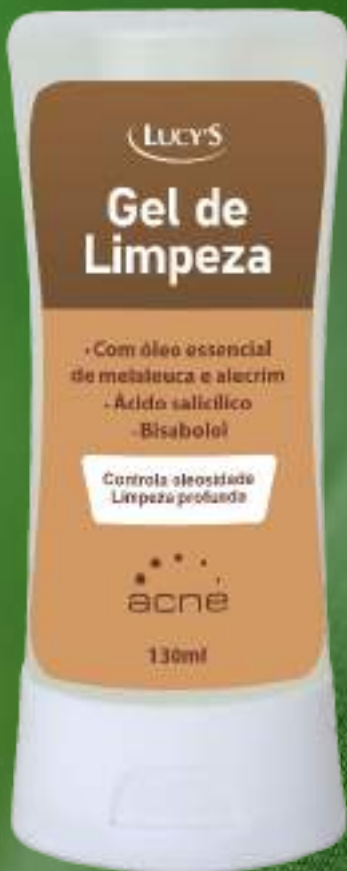 LUCY'S
Gel de
Limpeza
• Com óleo essencial
de melaleuca e alecrim
• Ácido salicílico
• Bisabolol
Controla oleosidade
Limpeza profunda
acne
130ml